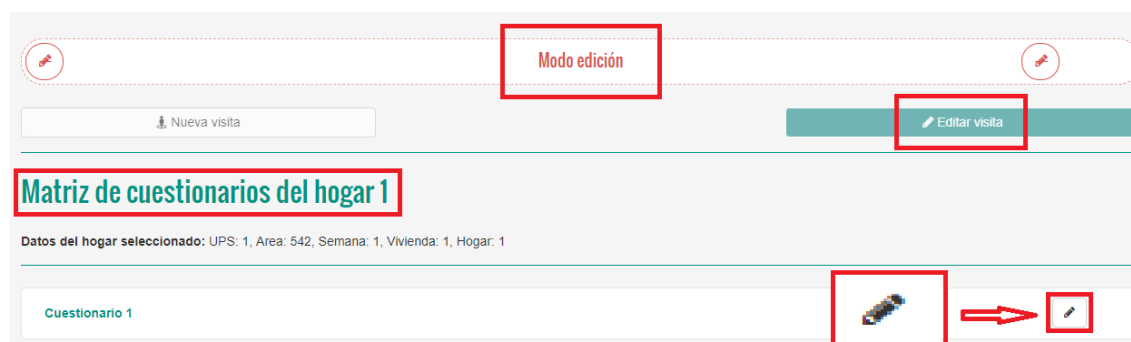 Modo edición
Nueva visita
Editar visita
Matriz de cuestionarios del hogar 1
Datos del hogar seleccionado: UPS: 1, Area: 542, Semana: 1, Vivienda: 1, Hogar: 1
Cuestionario 1